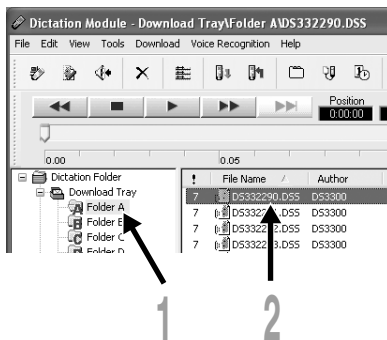 Dictation Module - Download Tray\Folder A\DS332290.DSS
File Edit View Tools Download Voice Recognition Help
Position
0:00:00
0.00 0.05
Dictation Folder
Download Tray
Folder A
Folder
Folder
Folder
! File Name Author
7 DS332290.DSS DS3300
7 DS3300
7 DS3300
7 DS3300
1 2